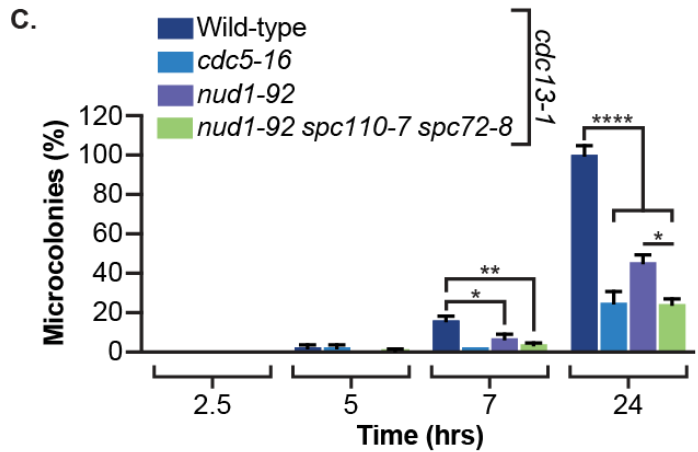 C.
Wild-type
cdc5-16
nud1-92
nud1-92 spc110-7 spc72-8
cdc13-1
Microcolonies (%)
120
100
80
60
40
20
0
****
*
**
*
2.5
5
7
24
Time (hrs)